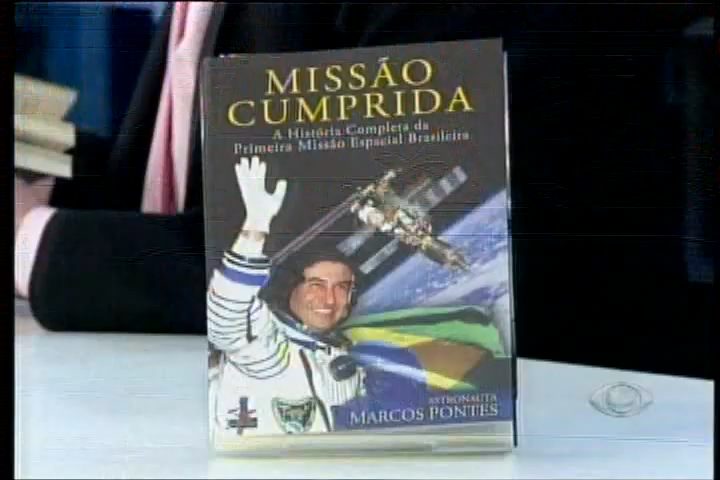 MISSÃO
CUMPRIDA
A História Completa da
Primeira Missão Espacial Brasileira
ASTRONAUTA
MARCOS PONTES